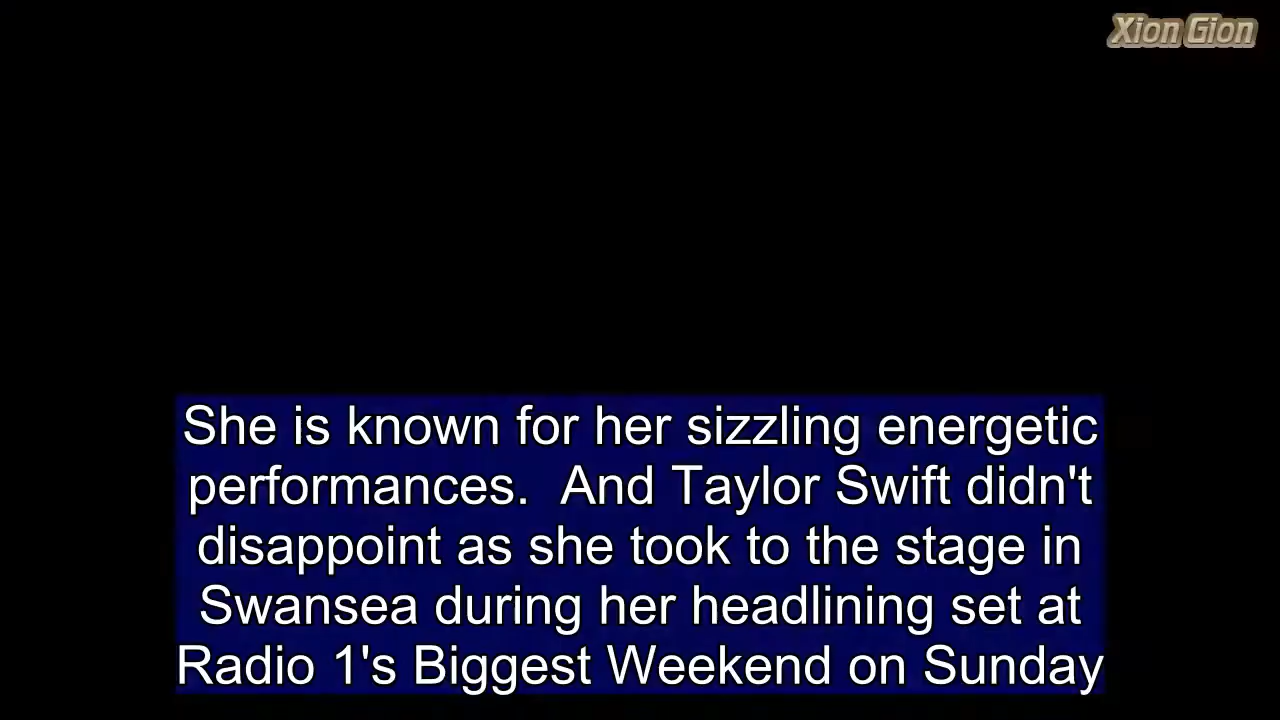 Xion Gion
She is known for her sizzling energetic
performances.  And Taylor Swift didn't
disappoint as she took to the stage in
Swansea during her headlining set at
Radio 1's Biggest Weekend on Sunday